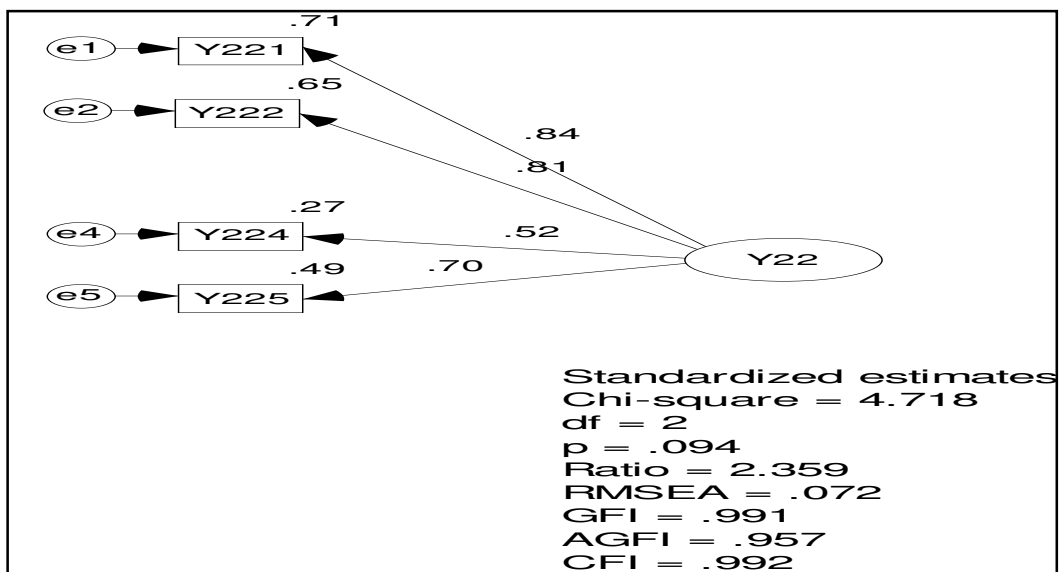 .71
e1 Y221
.65
e2 Y222
.84
.81
.27
e4 Y224
.52
Y22
.49
.70
e5 Y225
Standardized estimates
Chi-square = 4.718
df = 2
p = .094
Ratio = 2.359
RMSEA = .072
GFI = .991
AGFI = .957
CFI = .992